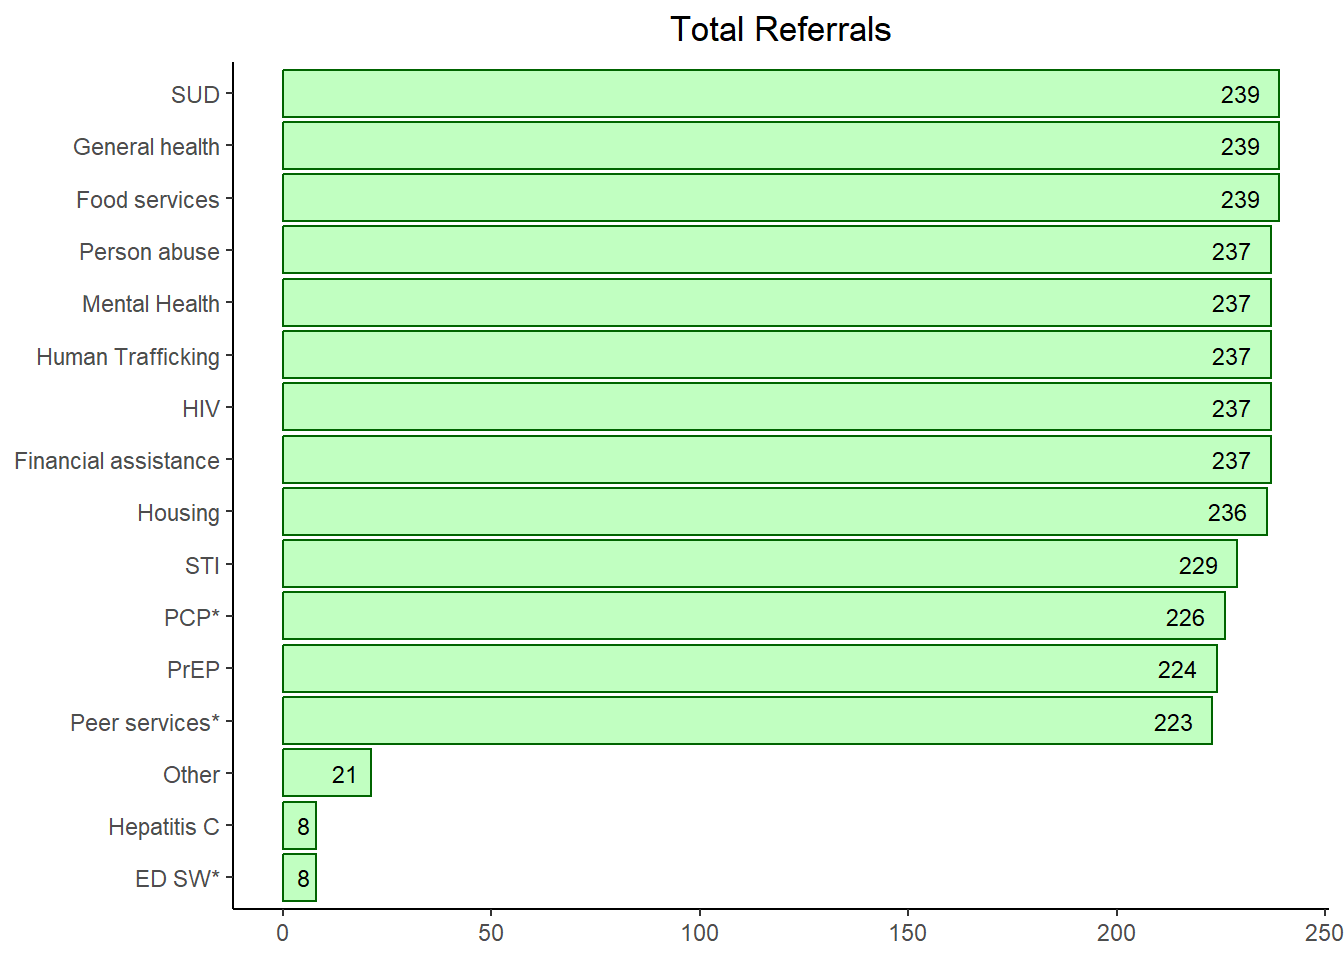 Total Referrals
SUD 239
General health 239
Food services 239
Person abuse 237
Mental Health 237
Human Trafficking 237
HIV 237
Financial assistance 237
Housing 236
STI 229
PCP* 226
PrEP 224
Peer services* 223
Other 21
Hepatitis C 8
ED SW* 8
0 50 100 150 200 250